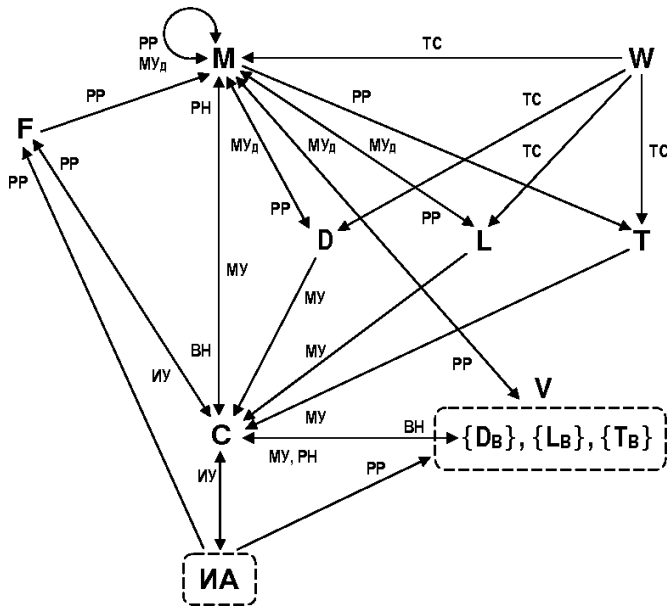 РР
МУд
М
ТС
W
РР
РН
РР
ТС
F
РР
РР
МУд
МУд
МУд
ТС
ТС
РР
D
РР
L
T
МУ
МУ
ВН
МУ
РР
ИУ
МУ
V
С
ВН
{DВ}, {LВ}, {TВ}
МУ, РН
ИУ
РР
ИА